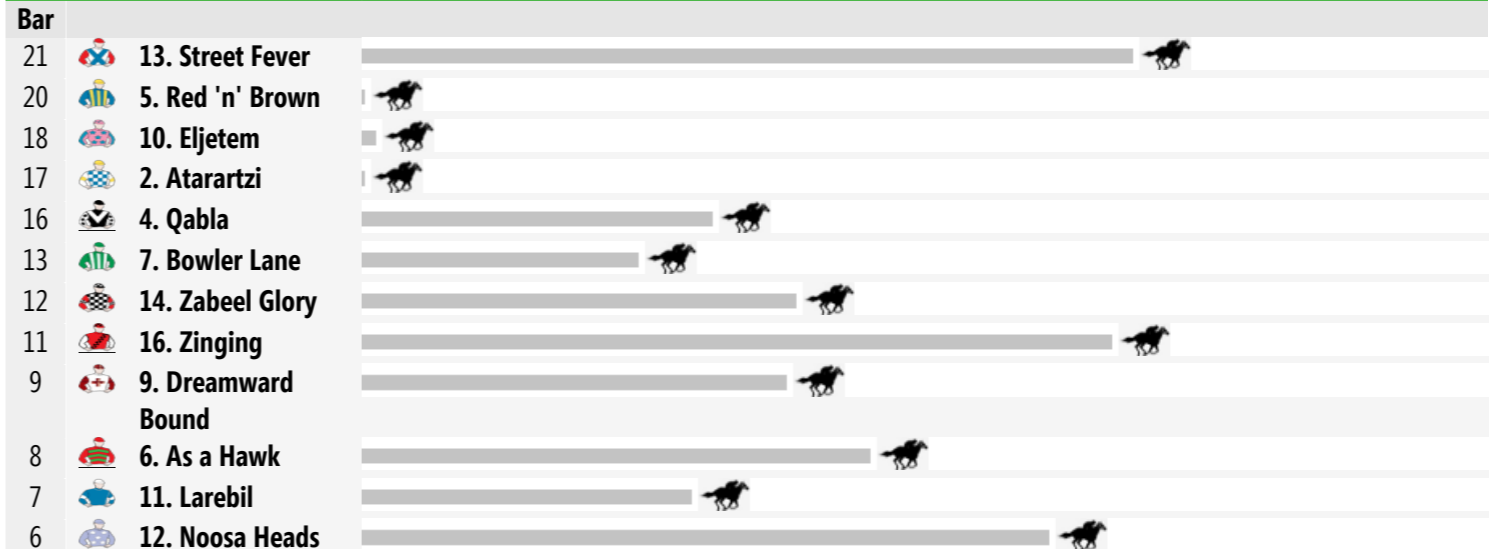 Bar
21 13. Street Fever
20 5. Red 'n' Brown
18 10. Eljetem
17 2. Atarartzi
16 4. Qabla
13 7. Bowler Lane
12 14. Zabeel Glory
11 16. Zinging
9 9. Dreamward
Bound
8 6. As a Hawk
7 11. Larebil
6 12. Noosa Heads